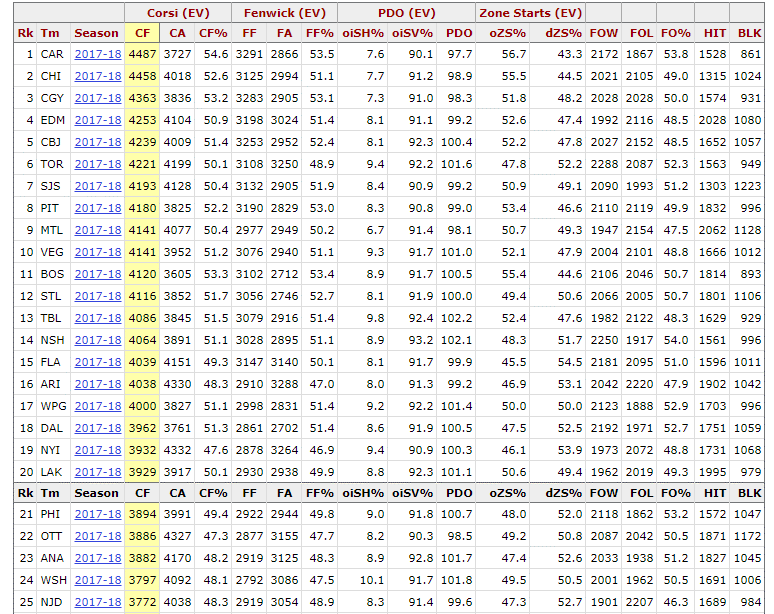 Corsi (EV) Fenwick (EV) PDO (EV) Zone Starts (EV)
Rk Tm Season CF CA CF% FF FA FF% oiSH% oiSV% PDO oZS% dZS% FOW FOL FO% HIT BLK
1 CAR 2017-18 4487 3727 54.6 3291 2866 53.5 7.6 90.1 97.7 56.7 43.3 2172 1867 53.8 1528 861
2 CHI 2017-18 4458 4018 52.6 3125 2994 51.1 7.7 91.2 98.9 55.5 44.5 2021 2105 49.0 1315 1024
3 CGY 2017-18 4363 3836 53.2 3283 2905 53.1 7.3 91.0 98.3 51.8 48.2 2028 2028 50.0 1574 931
4 EDM 2017-18 4253 4104 50.9 3198 3024 51.4 8.1 91.1 99.2 52.6 47.4 1992 2116 48.5 2028 1080
5 CBJ 2017-18 4239 4009 51.4 3253 2952 52.4 8.1 92.3 100.4 52.2 47.8 2027 2152 48.5 1652 1057
6 TOR 2017-18 4221 4199 50.1 3108 3250 48.9 9.4 92.2 101.6 47.8 52.2 2288 2087 52.3 1563 949
7 SJS 2017-18 4193 4128 50.4 3132 2905 51.9 8.4 90.9 99.2 50.9 49.1 2090 1993 51.2 1303 1223
8 PIT 2017-18 4180 3825 52.2 3190 2829 53.0 8.3 90.8 99.0 53.4 46.6 2110 2119 49.9 1832 996
9 MTL 2017-18 4141 4077 50.4 2977 2949 50.2 6.7 91.4 98.1 50.7 49.3 1947 2154 47.5 2062 1128
10 VEG 2017-18 4141 3952 51.2 3076 2940 51.1 9.3 91.7 101.0 52.1 47.9 2004 2101 48.8 1666 1012
11 BOS 2017-18 4120 3605 53.3 3102 2712 53.4 8.9 91.7 100.5 55.4 44.6 2106 2046 50.7 1814 893
12 STL 2017-18 4116 3852 51.7 3056 2746 52.7 8.1 91.9 100.0 49.4 50.6 2066 2005 50.7 1801 1106
13 TBL 2017-18 4086 3845 51.5 3079 2916 51.4 9.8 92.4 102.2 52.4 47.6 1982 2122 48.3 1629 929
14 NSH 2017-18 4064 3891 51.1 3028 2895 51.1 8.9 93.2 102.1 48.3 51.7 2250 1917 54.0 1561 996
15 FLA 2017-18 4039 4151 49.3 3147 3140 50.1 8.1 91.7 99.9 45.5 54.5 2181 2095 51.0 1596 1011
16 ARI 2017-18 4038 4330 48.3 2910 3288 47.0 8.0 91.3 99.2 46.9 53.1 2042 2220 47.9 1902 1042
17 WPG 2017-18 4000 3827 51.1 2998 2831 51.4 9.2 92.2 101.4 50.0 50.0 2123 1888 52.9 1703 996
18 DAL 2017-18 3962 3761 51.3 2861 2702 51.4 8.6 91.9 100.5 47.5 52.5 2192 1971 52.7 1751 1059
19 NYI 2017-18 3932 4332 47.6 2878 3264 46.9 9.4 90.9 100.3 46.1 53.9 1973 2072 48.8 1731 1068
20 LAK 2017-18 3929 3917 50.1 2930 2938 49.9 8.8 92.3 101.1 50.6 49.4 1962 2019 49.3 1995 979
Rk Tm Season CF CA CF% FF FA FF% oiSH% oiSV% PDO oZS% dZS% FOW FOL FO% HIT BLK
21 PHI 2017-18 3894 3991 49.4 2922 2944 49.8 9.0 91.8 100.7 48.0 52.0 2118 1862 53.2 1572 1047
22 OTT 2017-18 3886 4327 47.3 2877 3155 47.7 8.2 90.3 98.5 49.2 50.8 2087 2042 50.5 1871 1172
23 ANA 2017-18 3882 4170 48.2 2919 3125 48.3 8.9 92.8 101.7 47.4 52.6 2033 1938 51.2 1827 1045
24 WSH 2017-18 3797 4092 48.1 2792 3086 47.5 10.1 91.7 101.8 49.5 50.5 2001 1962 50.5 1691 1006
25 NJD 2017-18 3772 4038 48.3 2919 3054 48.9 8.3 91.4 99.6 47.3 52.7 1901 2207 46.3 1689 984